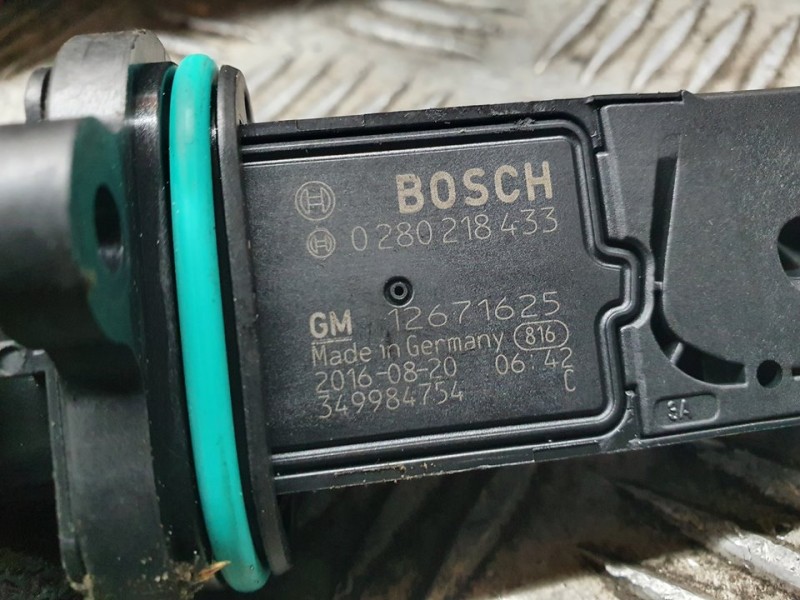 BOSCH
0 280 218 433
GM 12671625
Made in Germany 816
2016-08-20 06:42
349984754 C
3A